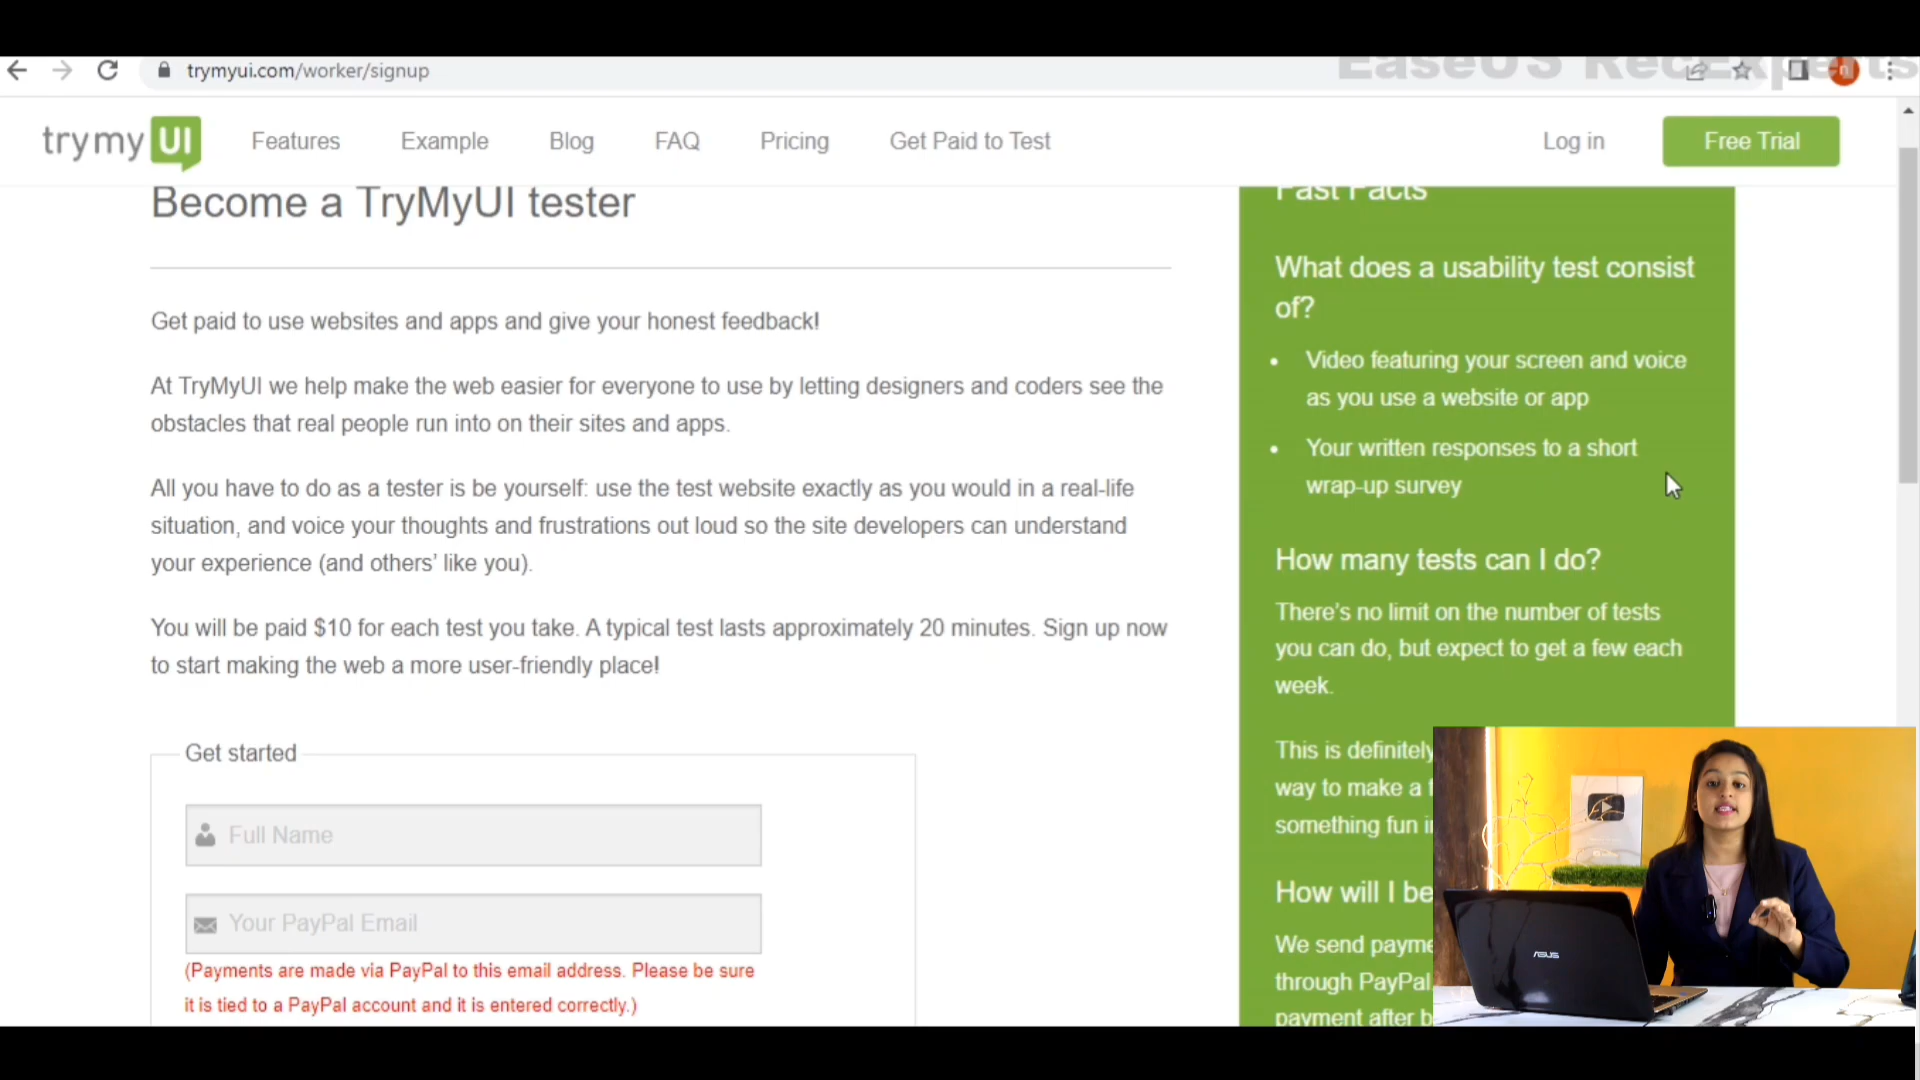 EaseUS RecExperts
trymyui.com/worker/signup
trymy UI
Features
Example
Blog
FAQ
Pricing
Get Paid to Test
Log in
Free Trial
Become a TryMyUI tester
Get paid to use websites and apps and give your honest feedback!
At TryMyUI we help make the web easier for everyone to use by letting designers and coders see the
obstacles that real people run into on their sites and apps.
All you have to do as a tester is be yourself: use the test website exactly as you would in a real-life
situation, and voice your thoughts and frustrations out loud so the site developers can understand
your experience (and others’ like you).
You will be paid $10 for each test you take. A typical test lasts approximately 20 minutes. Sign up now
to start making the web a more user-friendly place!
Get started
Full Name
Your PayPal Email
(Payments are made via PayPal to this email address. Please be sure
it is tied to a PayPal account and it is entered correctly.)
Fast Facts
What does a usability test consist
of?
Video featuring your screen and voice
as you use a website or app
Your written responses to a short
wrap-up survey
How many tests can I do?
There’s no limit on the number of tests
you can do, but expect to get a few each
week.
This is definitely
way to make a
something fun
How will I be
We send
through PayPal
payment after
ASUS